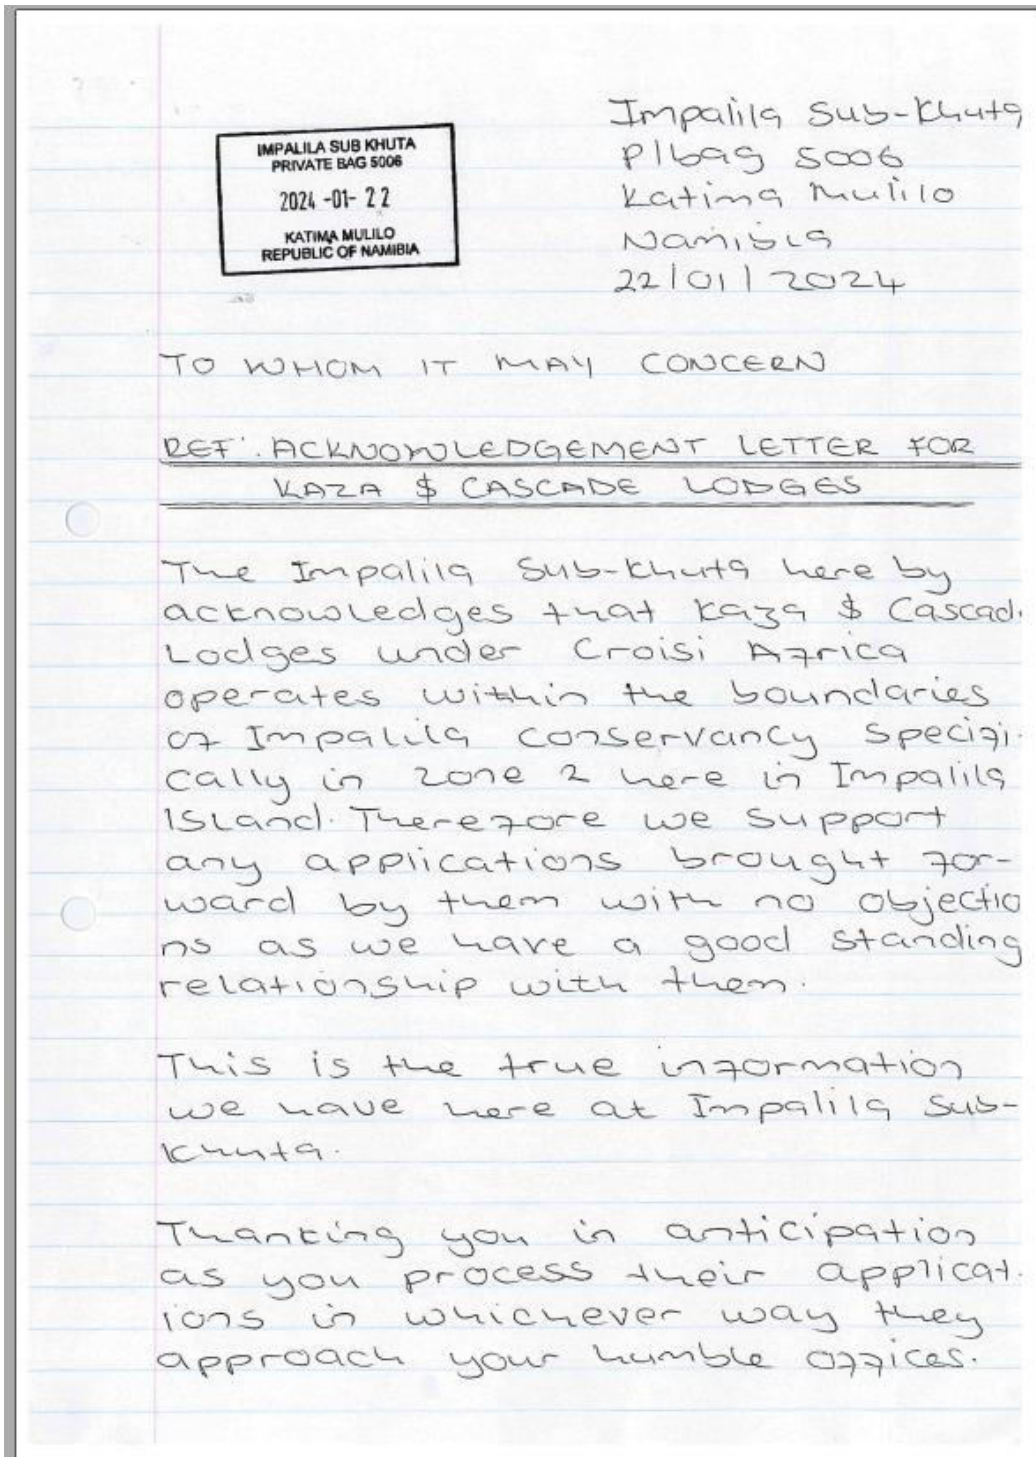 Impalila Sub-Khuta
P/bag 5006
Katima Mulilo
Namibia
22/01/2024
IMPALILA SUB KHUTA
PRIVATE BAG 5006
2024 -01- 22
KATIMA MULILO
REPUBLIC OF NAMIBIA
TO WHOM IT MAY CONCERN
REF: ACKNOWLEDGEMENT LETTER FOR
KAZA $ CASCADE LODGES
The Impalila Sub-Khuta here by
acknowledges that Kaza $ Cascad.
Lodges under Croisi Africa
operates within the boundaries
of Impalila conservancy specifi-
cally in zone 2 here in Impalila
Island. Therefore we support
any applications brought for-
ward by them with no objectio
ns as we have a good standing
relationship with them.
This is the true information
we have here at Impalila Sub-
Khuta.
Thanking you in anticipation
as you process their applicat.
ions in whichever way they
approach your humble offices.